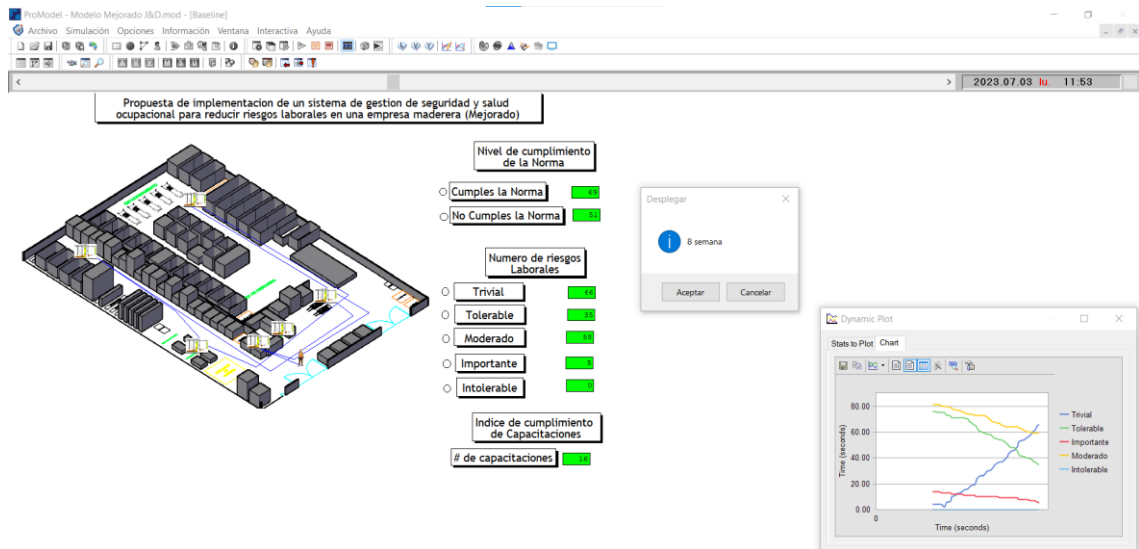 ProModel - Modelo Mejorado J&D.mod - [Baseline]
Archivo Simulación Opciones Información Ventana Interactiva Ayuda
2023.07.03 lu. 11:53
Propuesta de implementacion de un sistema de gestion de seguridad y salud
ocupacional para reducir riesgos laborales en una empresa maderera (Mejorado)
Nivel de cumplimiento
de la Norma
Cumples la Norma 69
No Cumples la Norma 51
Numero de riesgos
Laborales
Trivial 66
Tolerable 35
Moderado 58
Importante 5
Intolerable 0
Indice de cumplimiento
de Capacitaciones
# de capacitaciones 16
Desplegar
8 semana
Aceptar Cancelar
Dynamic Plot
Stats to Plot Chart
80.00
60.00
40.00
20.00
0.00
0
Time (seconds)
Time (seconds)
Trivial
Tolerable
Importante
Moderado
Intolerable
H